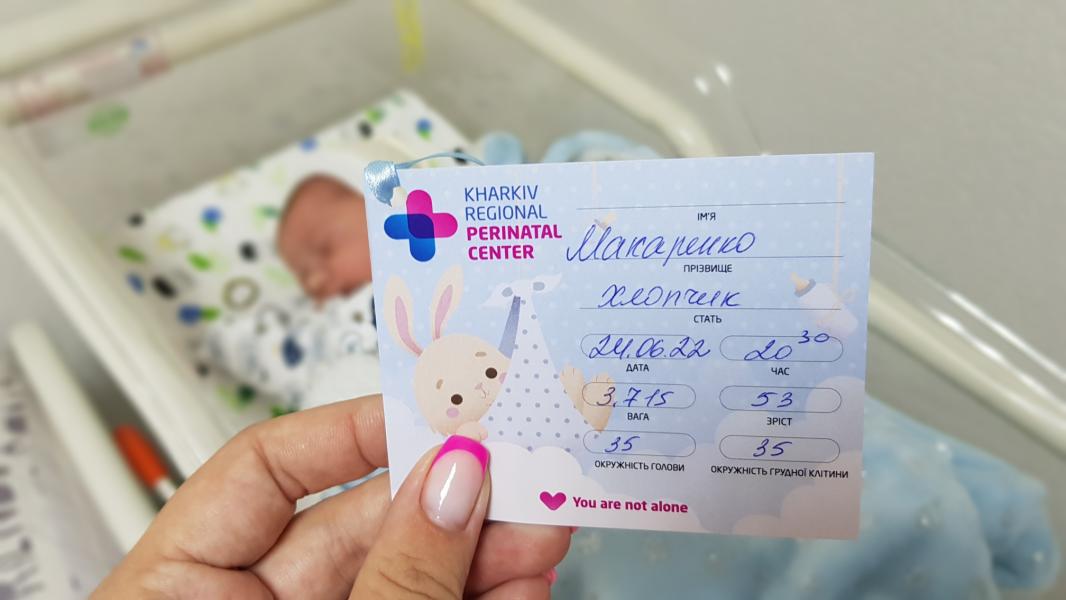 KHARKIV
REGIONAL
PERINATAL
CENTER
ІМ'Я
Макаренко
ПРІЗВИЩЕ
хлопчик
СТАТЬ
24.06.22
ДАТА
20 30
ЧАС
3.715
ВАГА
53
ЗРІСТ
35
ОКРУЖНІСТЬ ГОЛОВИ
35
ОКРУЖНІСТЬ ГРУДНОЇ КЛІТИНИ
You are not alone